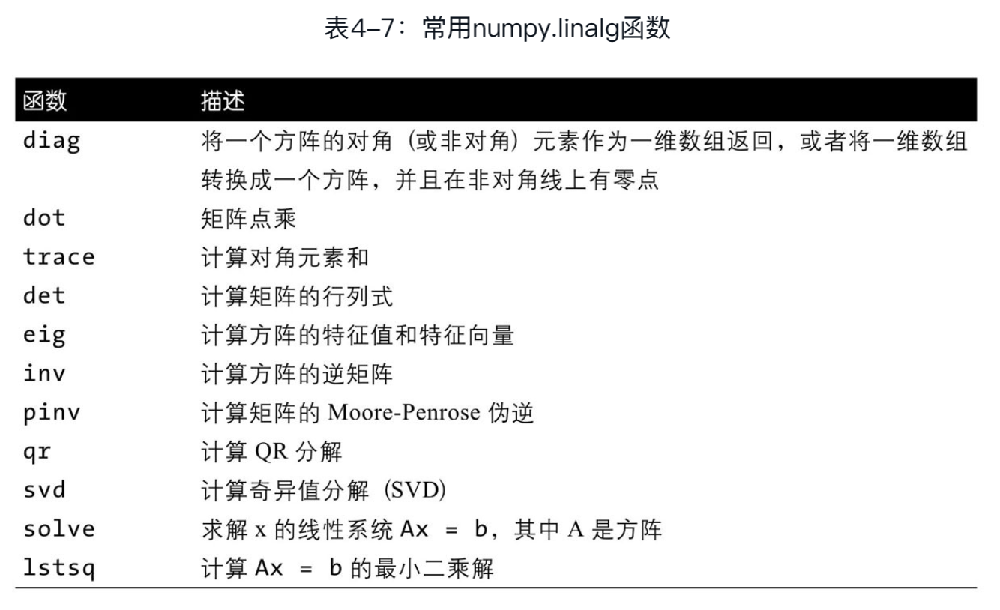 表4–7：常用numpy.linalg函数
函数 描述
diag 将一个方阵的对角（或非对角）元素作为一维数组返回，或者将一维数组
转换成一个方阵，并且在非对角线上有零点
dot 矩阵点乘
trace 计算对角元素和
det 计算矩阵的行列式
eig 计算方阵的特征值和特征向量
inv 计算方阵的逆矩阵
pinv 计算矩阵的 Moore-Penrose 伪逆
qr 计算 QR 分解
svd 计算奇异值分解（SVD）
solve 求解 x 的线性系统 Ax = b，其中 A 是方阵
lstsq 计算 Ax = b 的最小二乘解